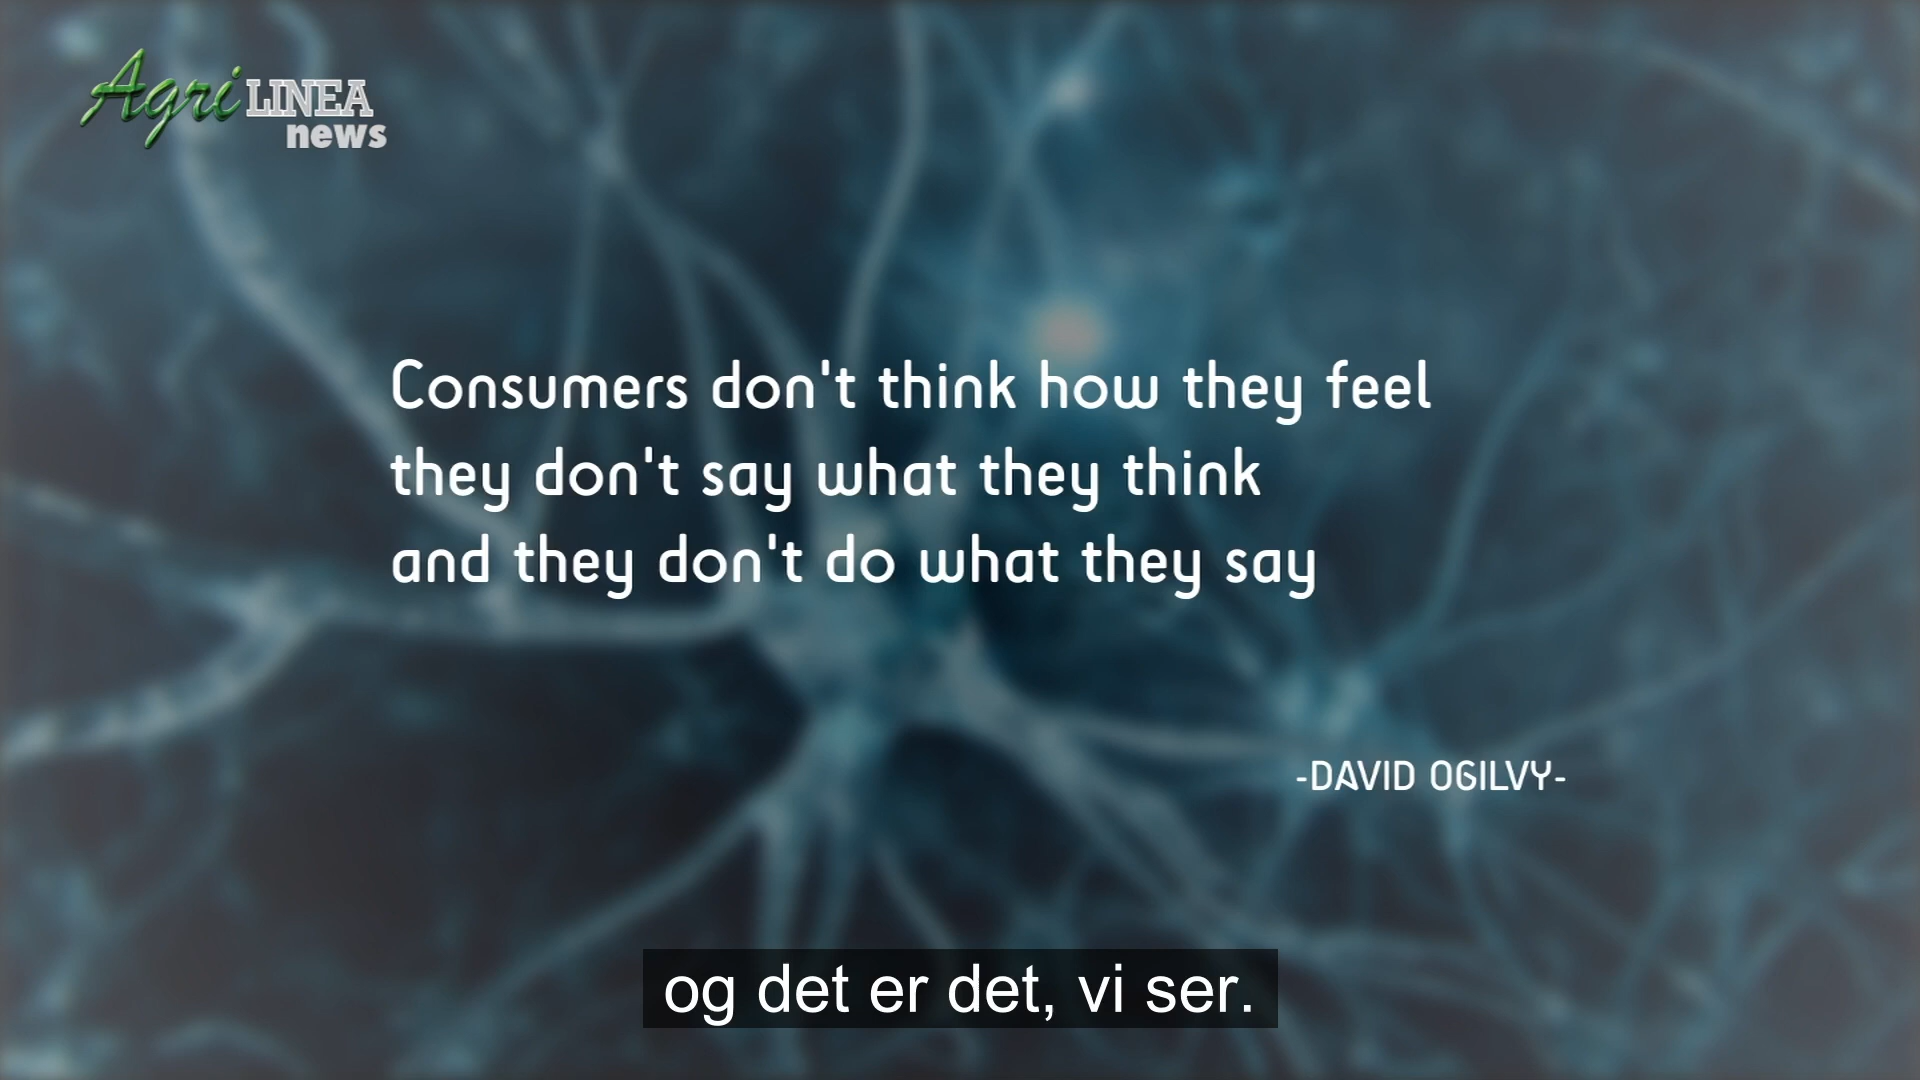 Agri LINEA
news
Consumers don't think how they feel
they don't say what they think
and they don't do what they say
-DAVID OGILVY-
og det er det, vi ser.